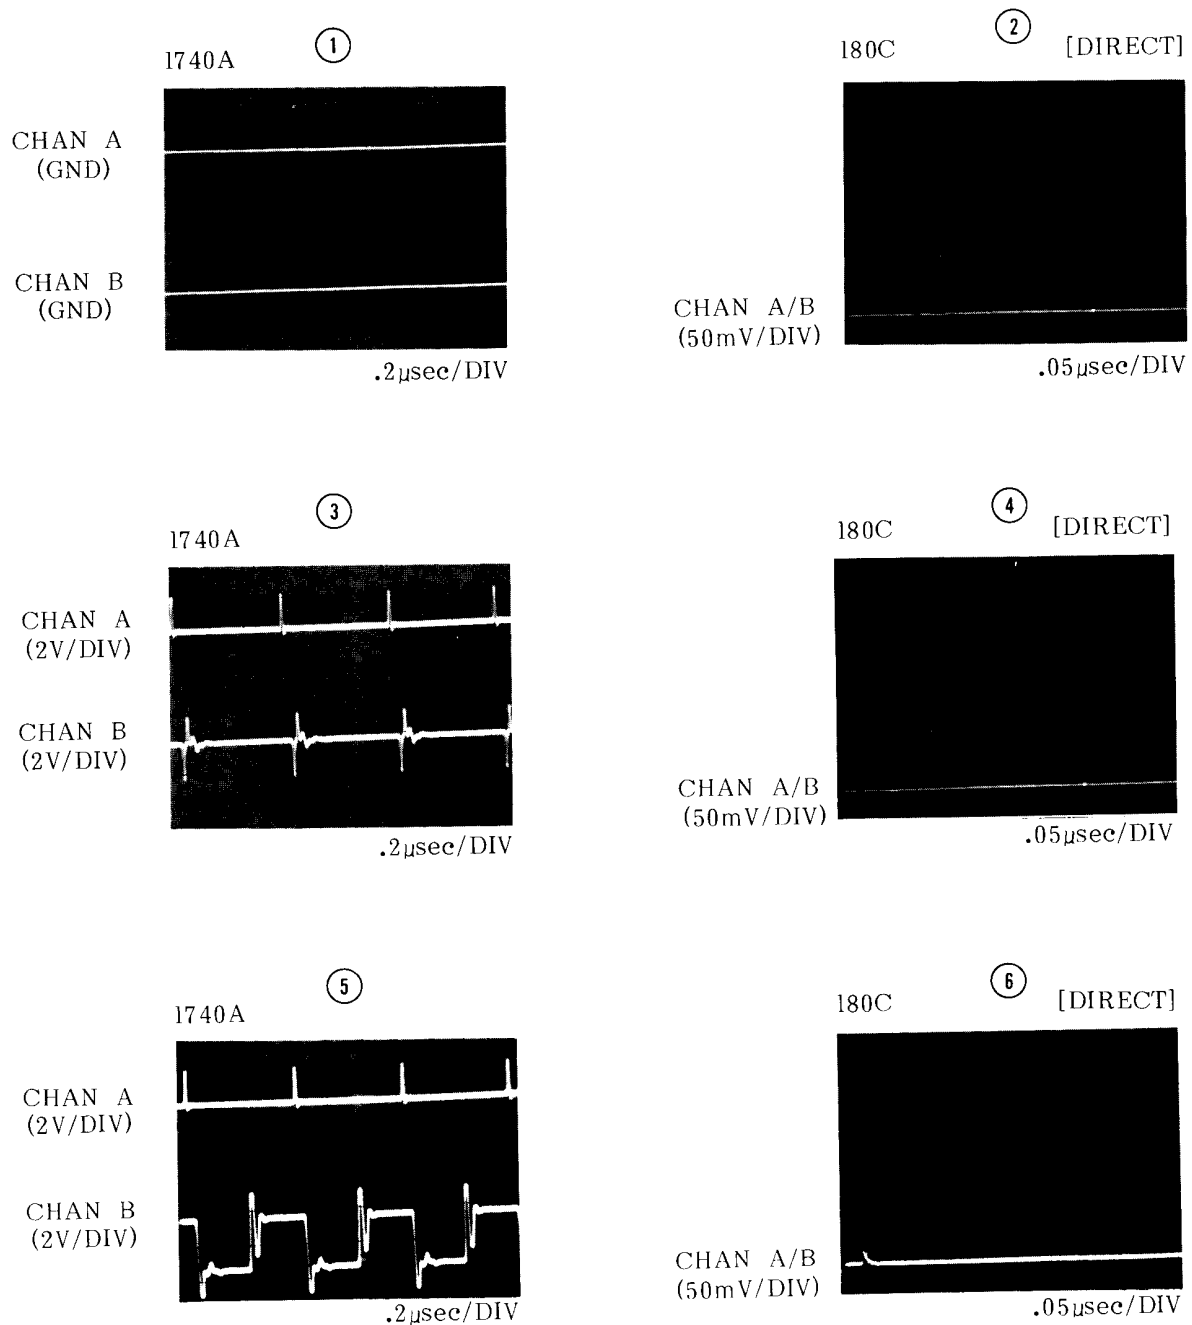 ①
1740A
CHAN A
(GND)
CHAN B
(GND)
.2μsec/DIV
②
180C [DIRECT]
CHAN A/B
(50mV/DIV)
.05μsec/DIV
③
1740A
CHAN A
(2V/DIV)
CHAN B
(2V/DIV)
.2μsec/DIV
④
180C [DIRECT]
CHAN A/B
(50mV/DIV)
.05μsec/DIV
⑤
1740A
CHAN A
(2V/DIV)
CHAN B
(2V/DIV)
.2μsec/DIV
⑥
180C [DIRECT]
CHAN A/B
(50mV/DIV)
.05μsec/DIV